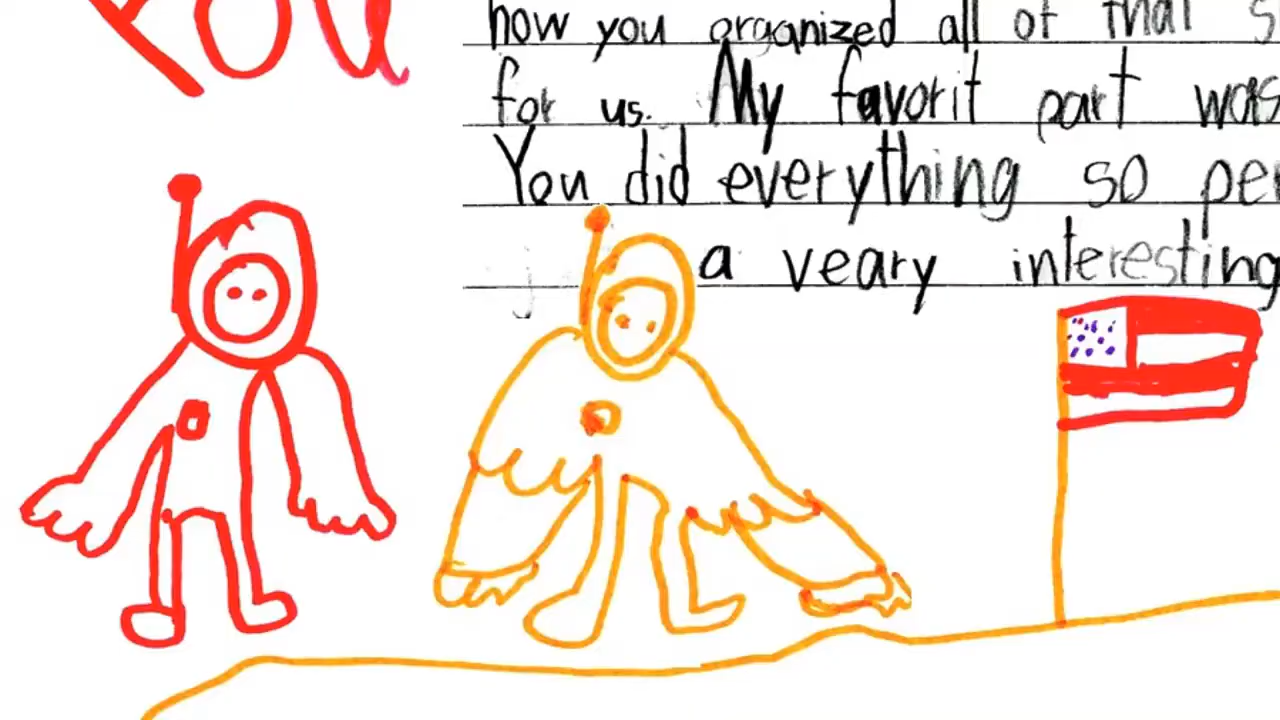 YOU
how you organized all of that
for us. My favorit part was
You did everything so
a veary interesting